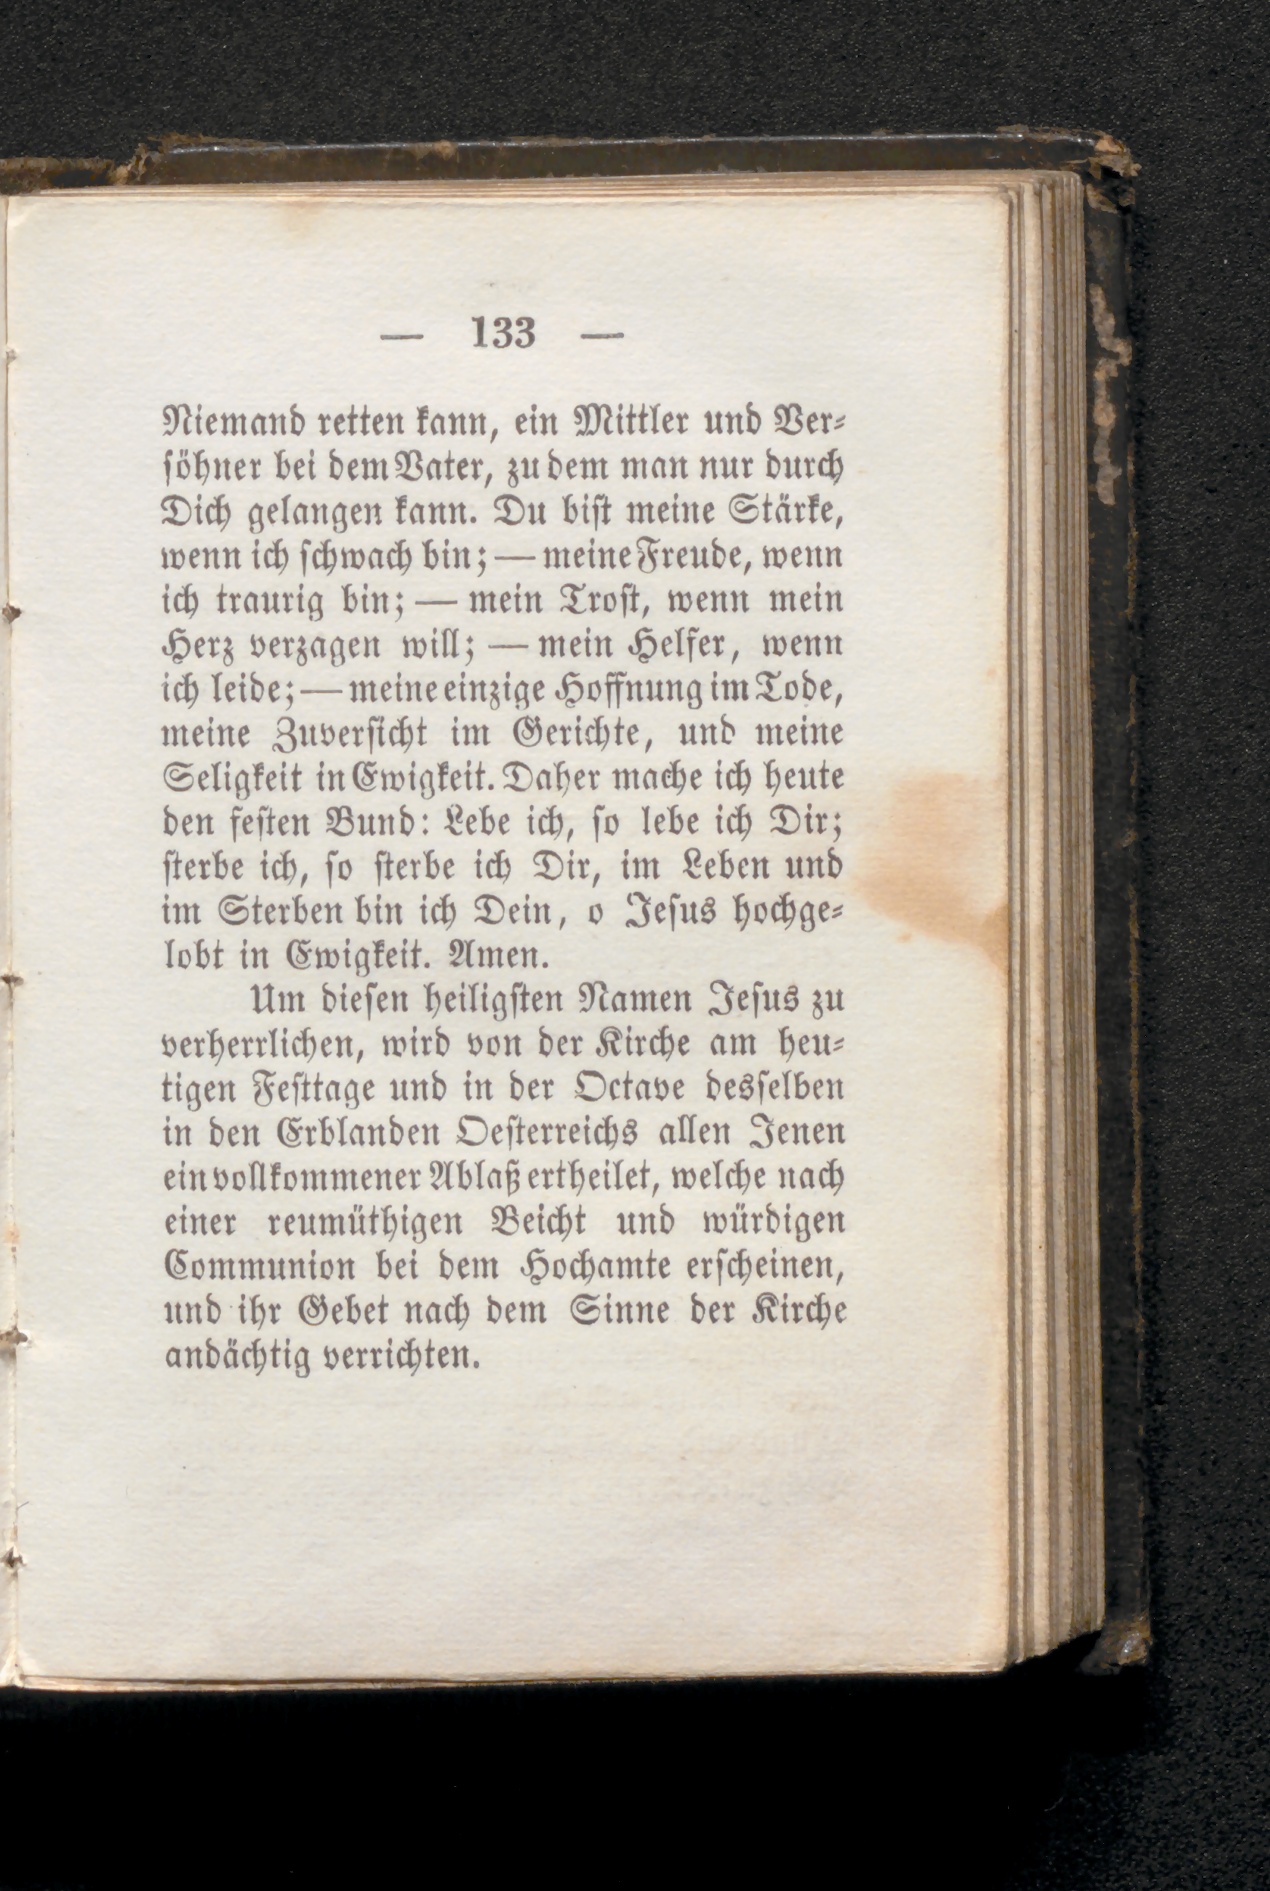 — 133 —
Niemand retten kann, ein Mittler und Ver-
söhner bei dem Vater, zu dem man nur durch
Dich gelangen kann. Du bist meine Stärke,
wenn ich schwach bin; — meine Freude, wenn
ich traurig bin; — mein Trost, wenn mein
Herz verzagen will; — mein Helfer, wenn
ich leide; — meine einzige Hoffnung im Tode,
meine Zuversicht im Gerichte, und meine
Seligkeit in Ewigkeit. Daher mache ich heute
den festen Bund: Lebe ich, so lebe ich Dir;
sterbe ich, so sterbe ich Dir, im Leben und
im Sterben bin ich Dein, o Jesus hochge-
lobt in Ewigkeit. Amen.
Um diesen heiligsten Namen Jesus zu
verherrlichen, wird von der Kirche am heu-
tigen Festtage und in der Octave desselben
in den Erblanden Oesterreichs allen Jenen
ein vollkommener Ablaß ertheilet, welche nach
einer reumüthigen Beicht und würdigen
Communion bei dem Hochamte erscheinen,
und ihr Gebet nach dem Sinne der Kirche
andächtig verrichten.